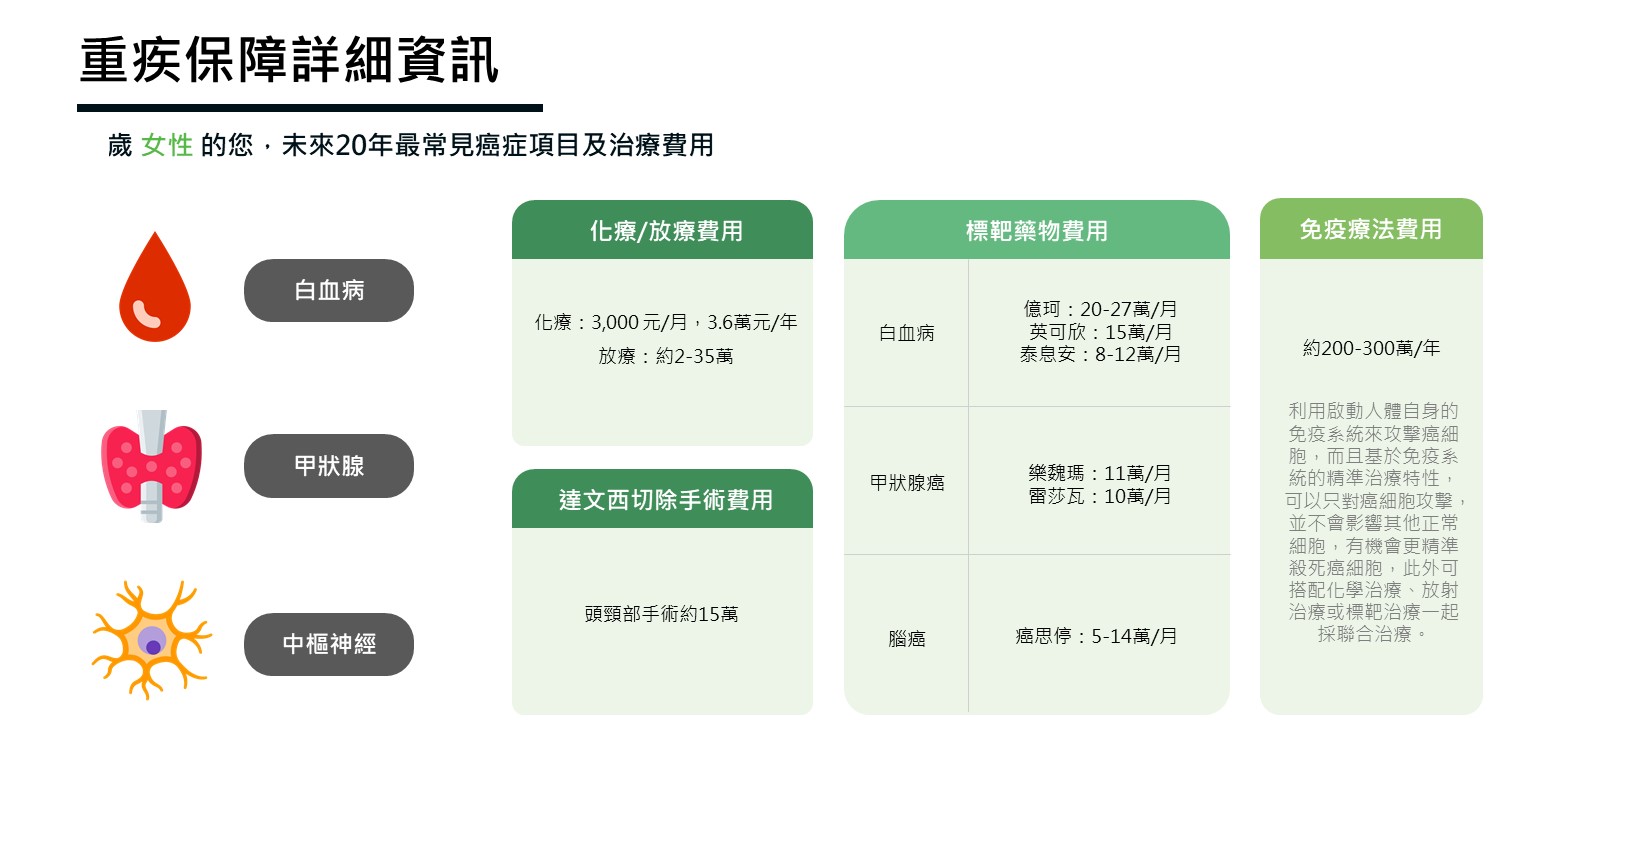 重疾保障詳細資訊
歲 女性 的您，未來20年最常見癌症項目及治療費用
白血病
甲狀腺
中樞神經
化療/放療費用
化療：3,000 元/月，3.6萬元/年
放療：約2-35萬
達文西切除手術費用
頭頸部手術約15萬
標靶藥物費用
白血病
億珂：20-27萬/月
英可欣：15萬/月
泰息安：8-12萬/月
甲狀腺癌
樂魏瑪：11萬/月
雷莎瓦：10萬/月
腦癌
癌思停：5-14萬/月
免疫療法費用
約200-300萬/年
利用啟動人體自身的
免疫系統來攻擊癌細
胞，而且基於免疫系
統的精準治療特性，
可以只對癌細胞攻擊，
並不會影響其他正常
細胞，有機會更精準
殺死癌細胞，此外可
搭配化學治療、放射
治療或標靶治療一起
採聯合治療。